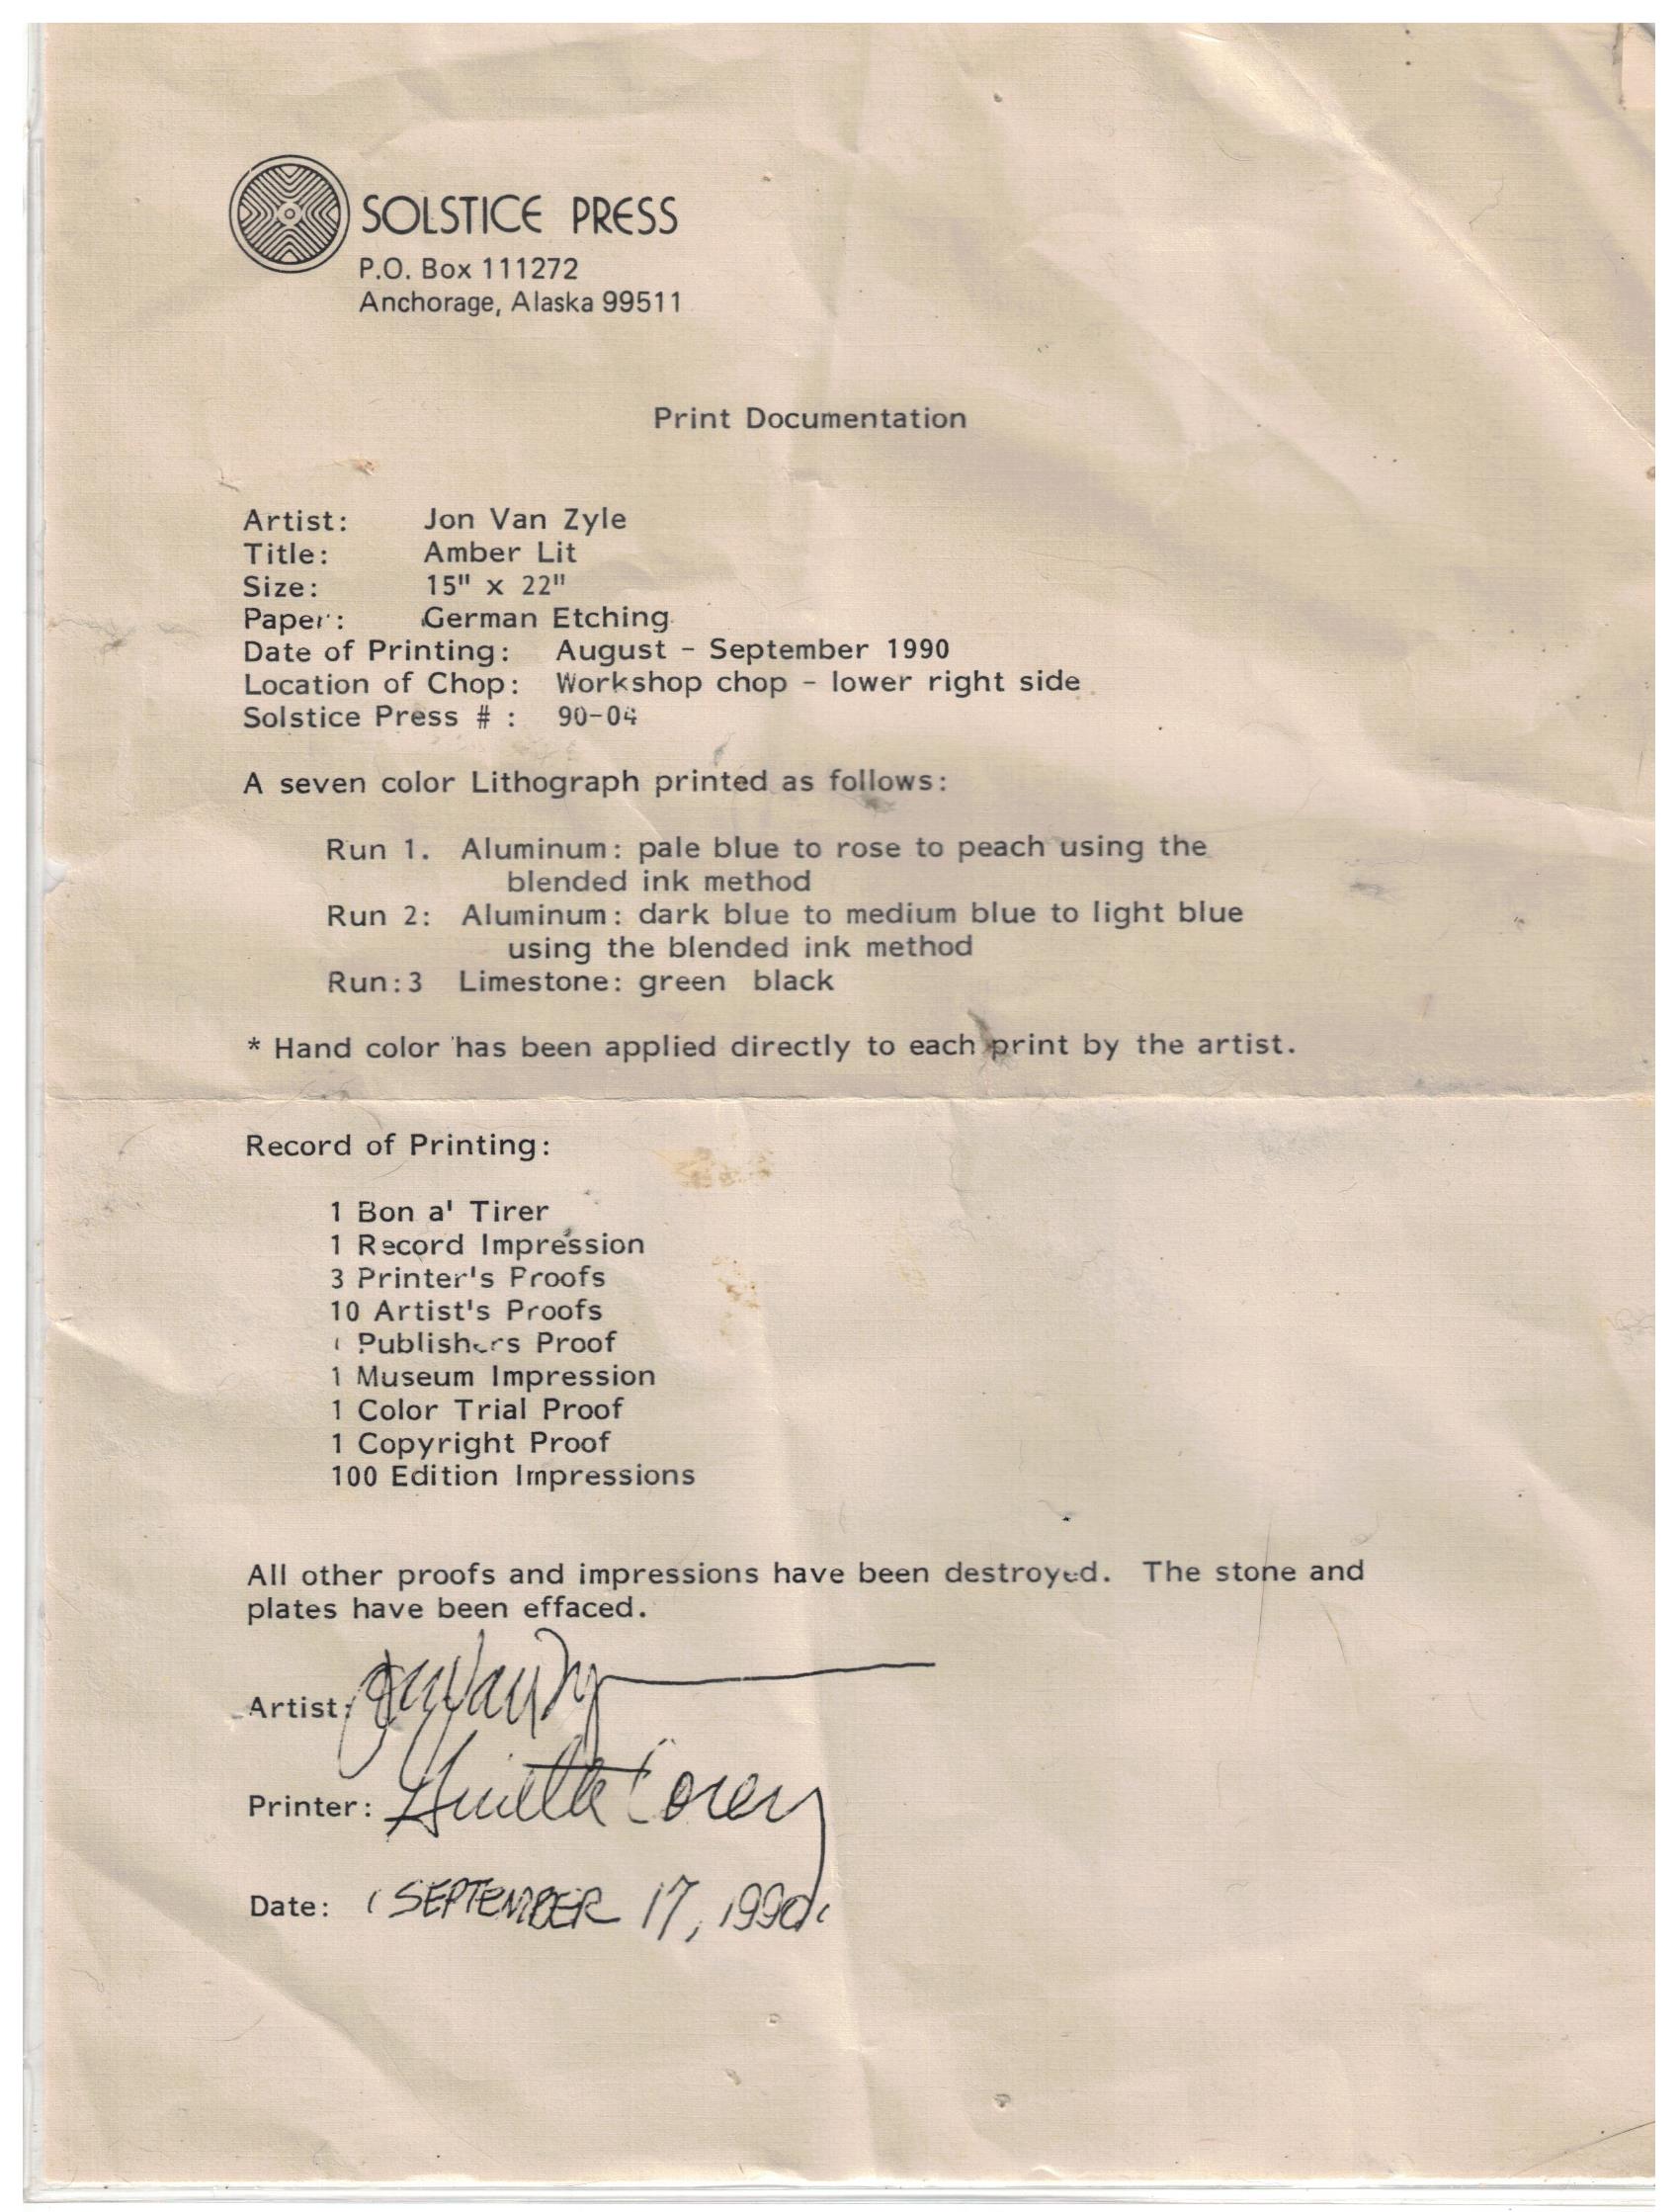 SOLSTICE PRESS
P.O. Box 111272
Anchorage, Alaska 99511
Print Documentation
Artist: Jon Van Zyle
Title: Amber Lit
Size: 15" x 22"
Paper: German Etching
Date of Printing: August - September 1990
Location of Chop: Workshop chop - lower right side
Solstice Press # : 90-04
A seven color Lithograph printed as follows:
Run 1. Aluminum: pale blue to rose to peach using the
blended ink method
Run 2: Aluminum: dark blue to medium blue to light blue
using the blended ink method
Run:3 Limestone: green black
* Hand color has been applied directly to each print by the artist.
Record of Printing:
1 Bon a' Tirer
1 Record Impression
3 Printer's Proofs
10 Artist's Proofs
1 Publishers Proof
1 Museum Impression
1 Color Trial Proof
1 Copyright Proof
100 Edition Impressions
All other proofs and impressions have been destroyed. The stone and
plates have been effaced.
Artist:
Printer: Corey
Date: SEPTEMBER 17, 1990